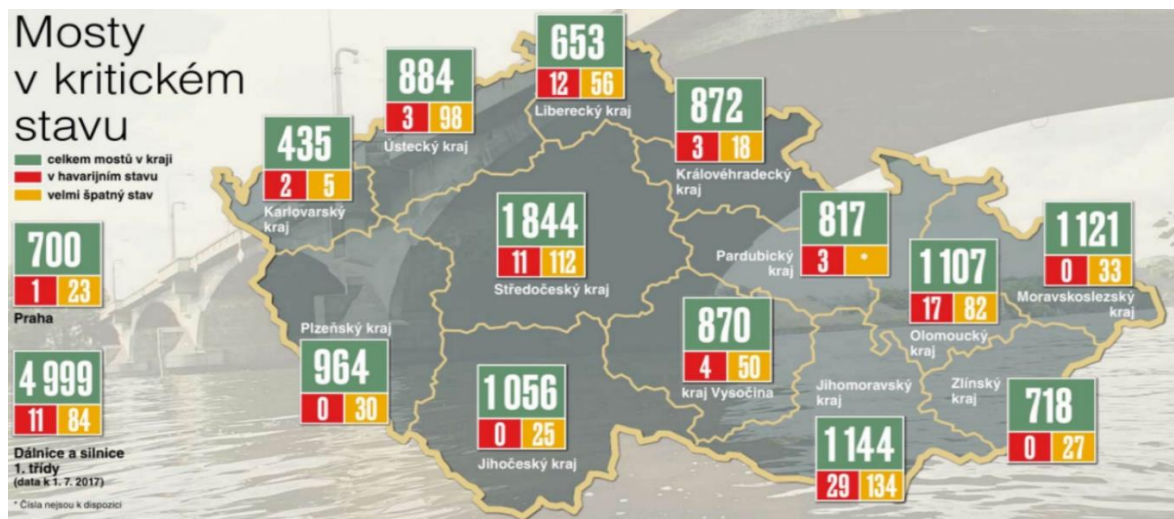 Mosty
v kritickém
stavu
celkem mostů v kraji
v havarijním stavu
velmi špatný stav
700
1 23
Praha
4 999
11 84
Dálnice a silnice
1. třídy
(data k 1. 7. 2017)
* Čísla nejsou k dispozici
435
2 5
Karlovarský
kraj
884
3 98
Ústecký kraj
653
12 56
Liberecký kraj
872
3 18
Královéhradecký
kraj
1 844
11 112
Středočeský kraj
Pardubický
kraj
817
3 *
1 107
17 82
Olomoucký
kraj
1 121
0 33
Moravskoslezský
kraj
Plzeňský kraj
964
0 30
1 056
0 25
Jihočeský kraj
870
4 50
kraj Vysočina
Jihomoravský
kraj
1 144
29 134
Zlínský
kraj
718
0 27